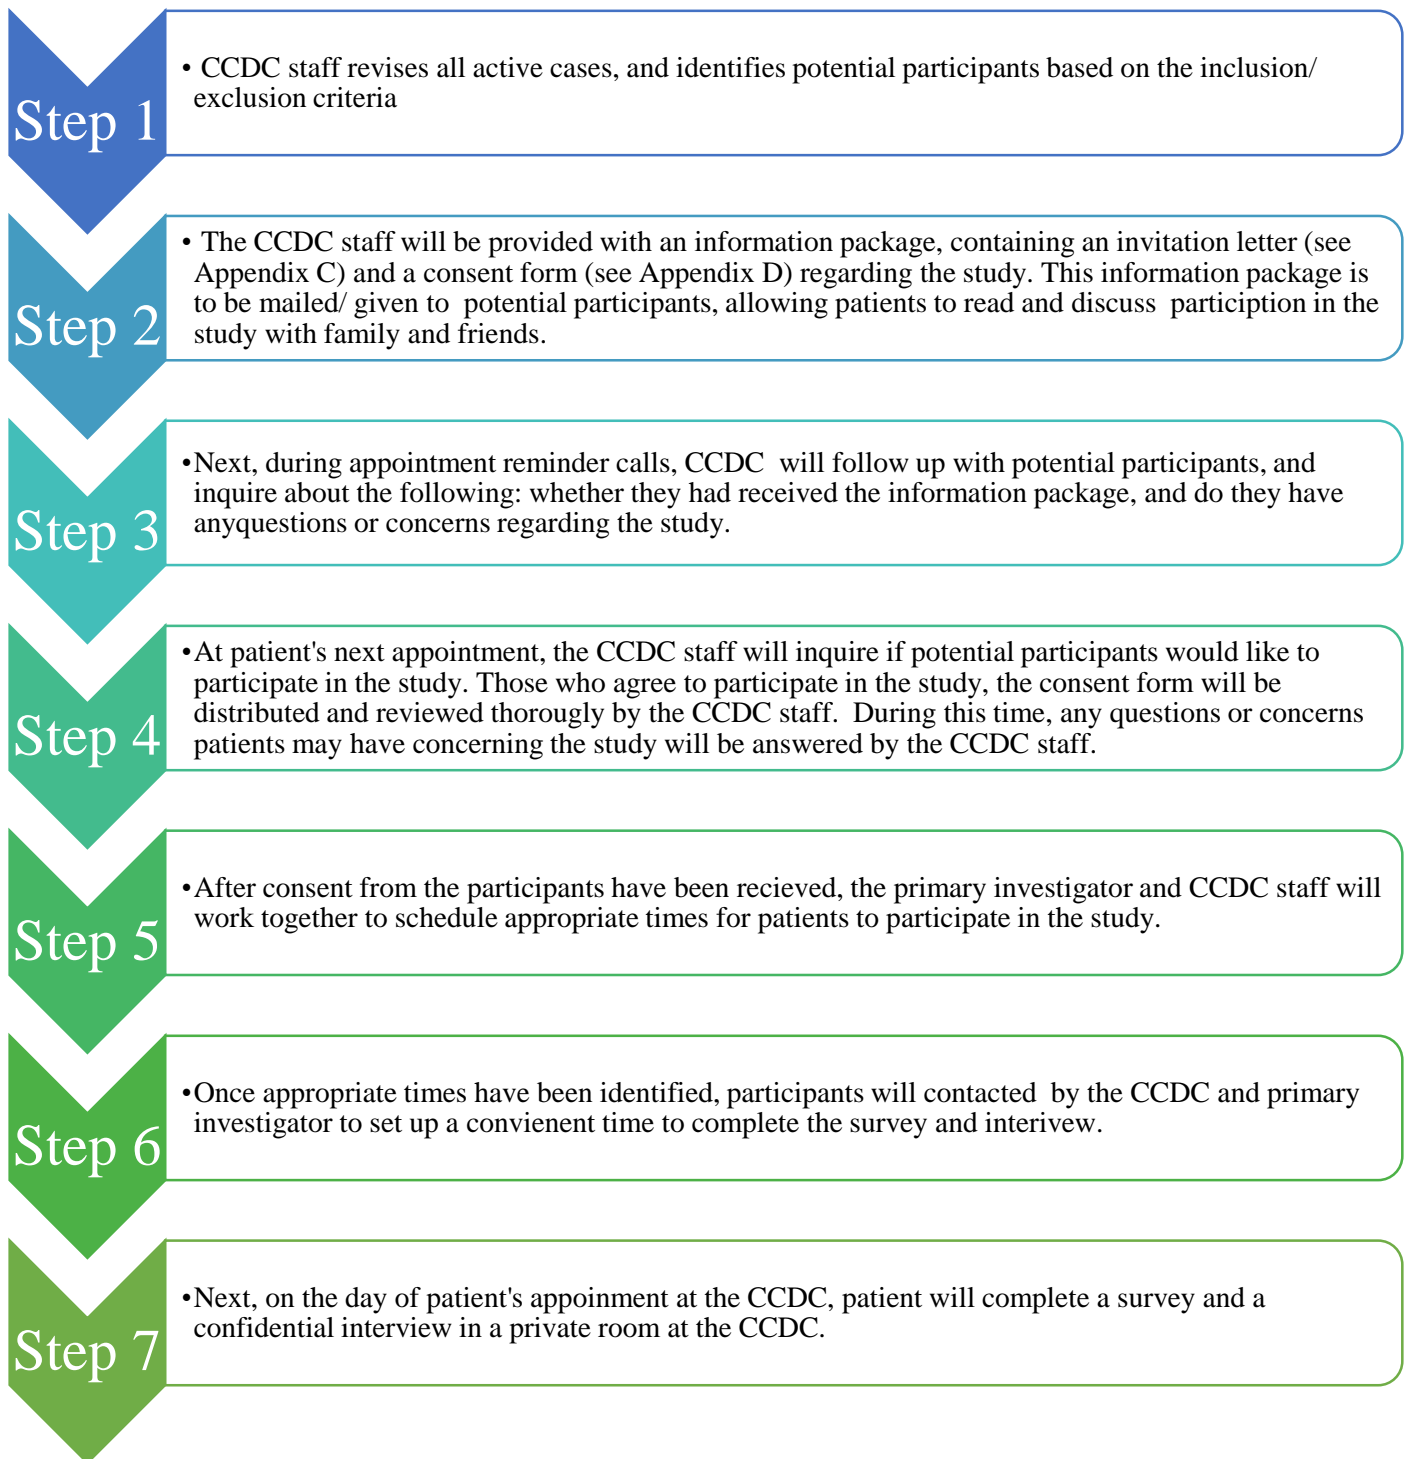 Step 1
• CCDC staff revises all active cases, and identifies potential participants based on the inclusion/
exclusion criteria
Step 2
• The CCDC staff will be provided with an information package, containing an invitation letter (see
Appendix C) and a consent form (see Appendix D) regarding the study. This information package is
to be mailed/ given to potential participants, allowing patients to read and discuss particiption in the
study with family and friends.
Step 3
•Next, during appointment reminder calls, CCDC will follow up with potential participants, and
inquire about the following: whether they had received the information package, and do they have
anyquestions or concerns regarding the study.
Step 4
•At patient's next appointment, the CCDC staff will inquire if potential participants would like to
participate in the study. Those who agree to participate in the study, the consent form will be
distributed and reviewed thorougly by the CCDC staff. During this time, any questions or concerns
patients may have concerning the study will be answered by the CCDC staff.
Step 5
•After consent from the participants have been recieved, the primary investigator and CCDC staff will
work together to schedule appropriate times for patients to participate in the study.
Step 6
•Once appropriate times have been identified, participants will contacted by the CCDC and primary
investigator to set up a convienent time to complete the survey and interivew.
Step 7
•Next, on the day of patient's appoinment at the CCDC, patient will complete a survey and a
confidential interview in a private room at the CCDC.